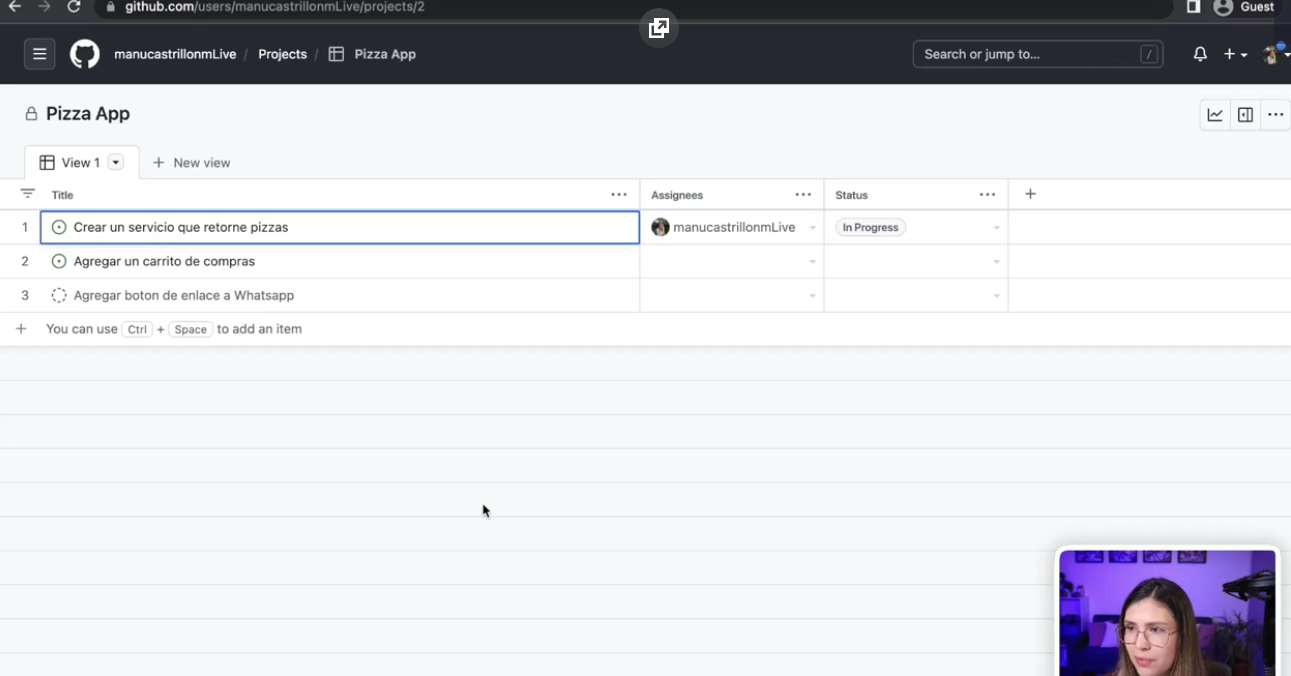 github.com/users/manucastrillonmLive/projects/2
Guest
manucastrillonmLive / Projects / Pizza App
Search or jump to... /
Pizza App
View 1
New view
Title
Assignees
Status
1 Crear un servicio que retorne pizzas manucastrillonmLive In Progress
2 Agregar un carrito de compras
3 Agregar boton de enlace a Whatsapp
You can use Ctrl + Space to add an item